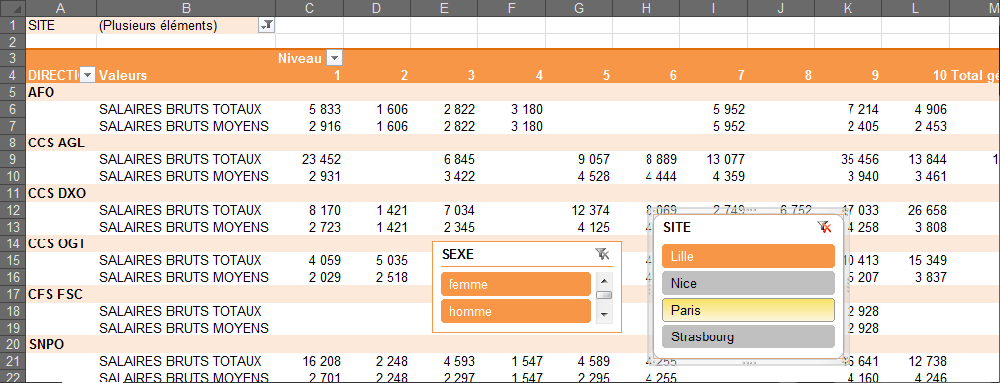 A B C D E F G H I J K L M
1 SITE (Plusieurs éléments)
2
3 Niveau
4 DIRECTI Valeurs 1 2 3 4 5 6 7 8 9 10 Total gé
5 AFO
6 SALAIRES BRUTS TOTAUX 5 833 1 606 2 822 3 180 5 952 7 214 4 906
7 SALAIRES BRUTS MOYENS 2 916 1 606 2 822 3 180 5 952 2 405 2 453
8 CCS AGL
9 SALAIRES BRUTS TOTAUX 23 452 6 845 9 057 8 889 13 077 35 456 13 844 1
10 SALAIRES BRUTS MOYENS 2 931 3 422 4 528 4 444 4 359 3 940 3 461
11 CCS DXO
12 SALAIRES BRUTS TOTAUX 8 170 1 421 7 034 12 374 8 069 2 749 6 752 17 033 26 658
13 SALAIRES BRUTS MOYENS 2 723 1 421 2 345 4 125 4 258 3 808
14 CCS OGT
15 SALAIRES BRUTS TOTAUX 4 059 5 035 10 413 15 349
16 SALAIRES BRUTS MOYENS 2 029 2 518 5 207 3 837
17 CFS FSC
18 SALAIRES BRUTS TOTAUX 2 928
19 SALAIRES BRUTS MOYENS 2 928
20 SNPO
21 SALAIRES BRUTS TOTAUX 16 208 2 248 4 593 1 547 4 589 4 255 16 641 12 738
22 SALAIRES BRUTS MOYENS 2 701 2 248 2 297 1 547 2 295 4 255 4 160 4 246
SEXE
femme
homme
SITE
Lille
Nice
Paris
Strasbourg